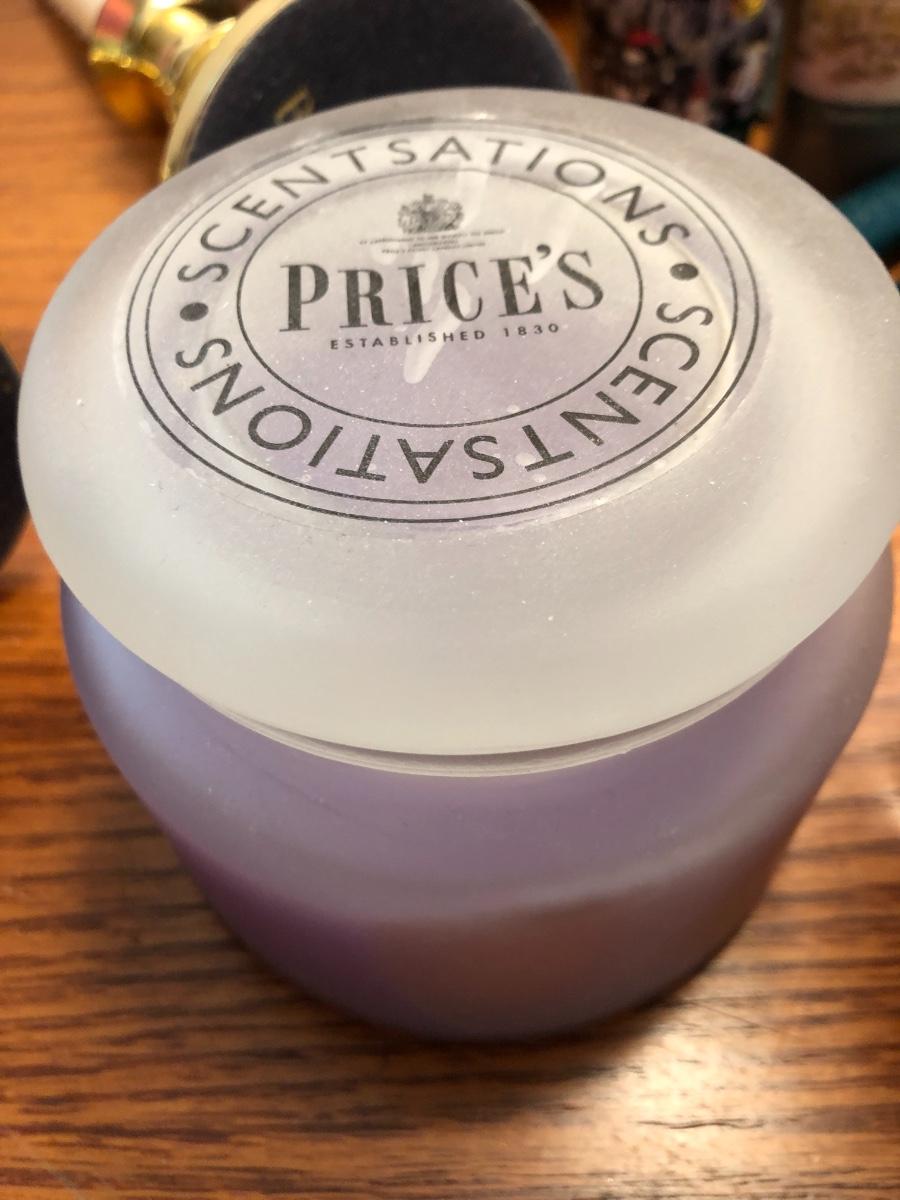 SCENTSATIONS • SCENTSATIONS •
PRICE'S
ESTABLISHED 1830